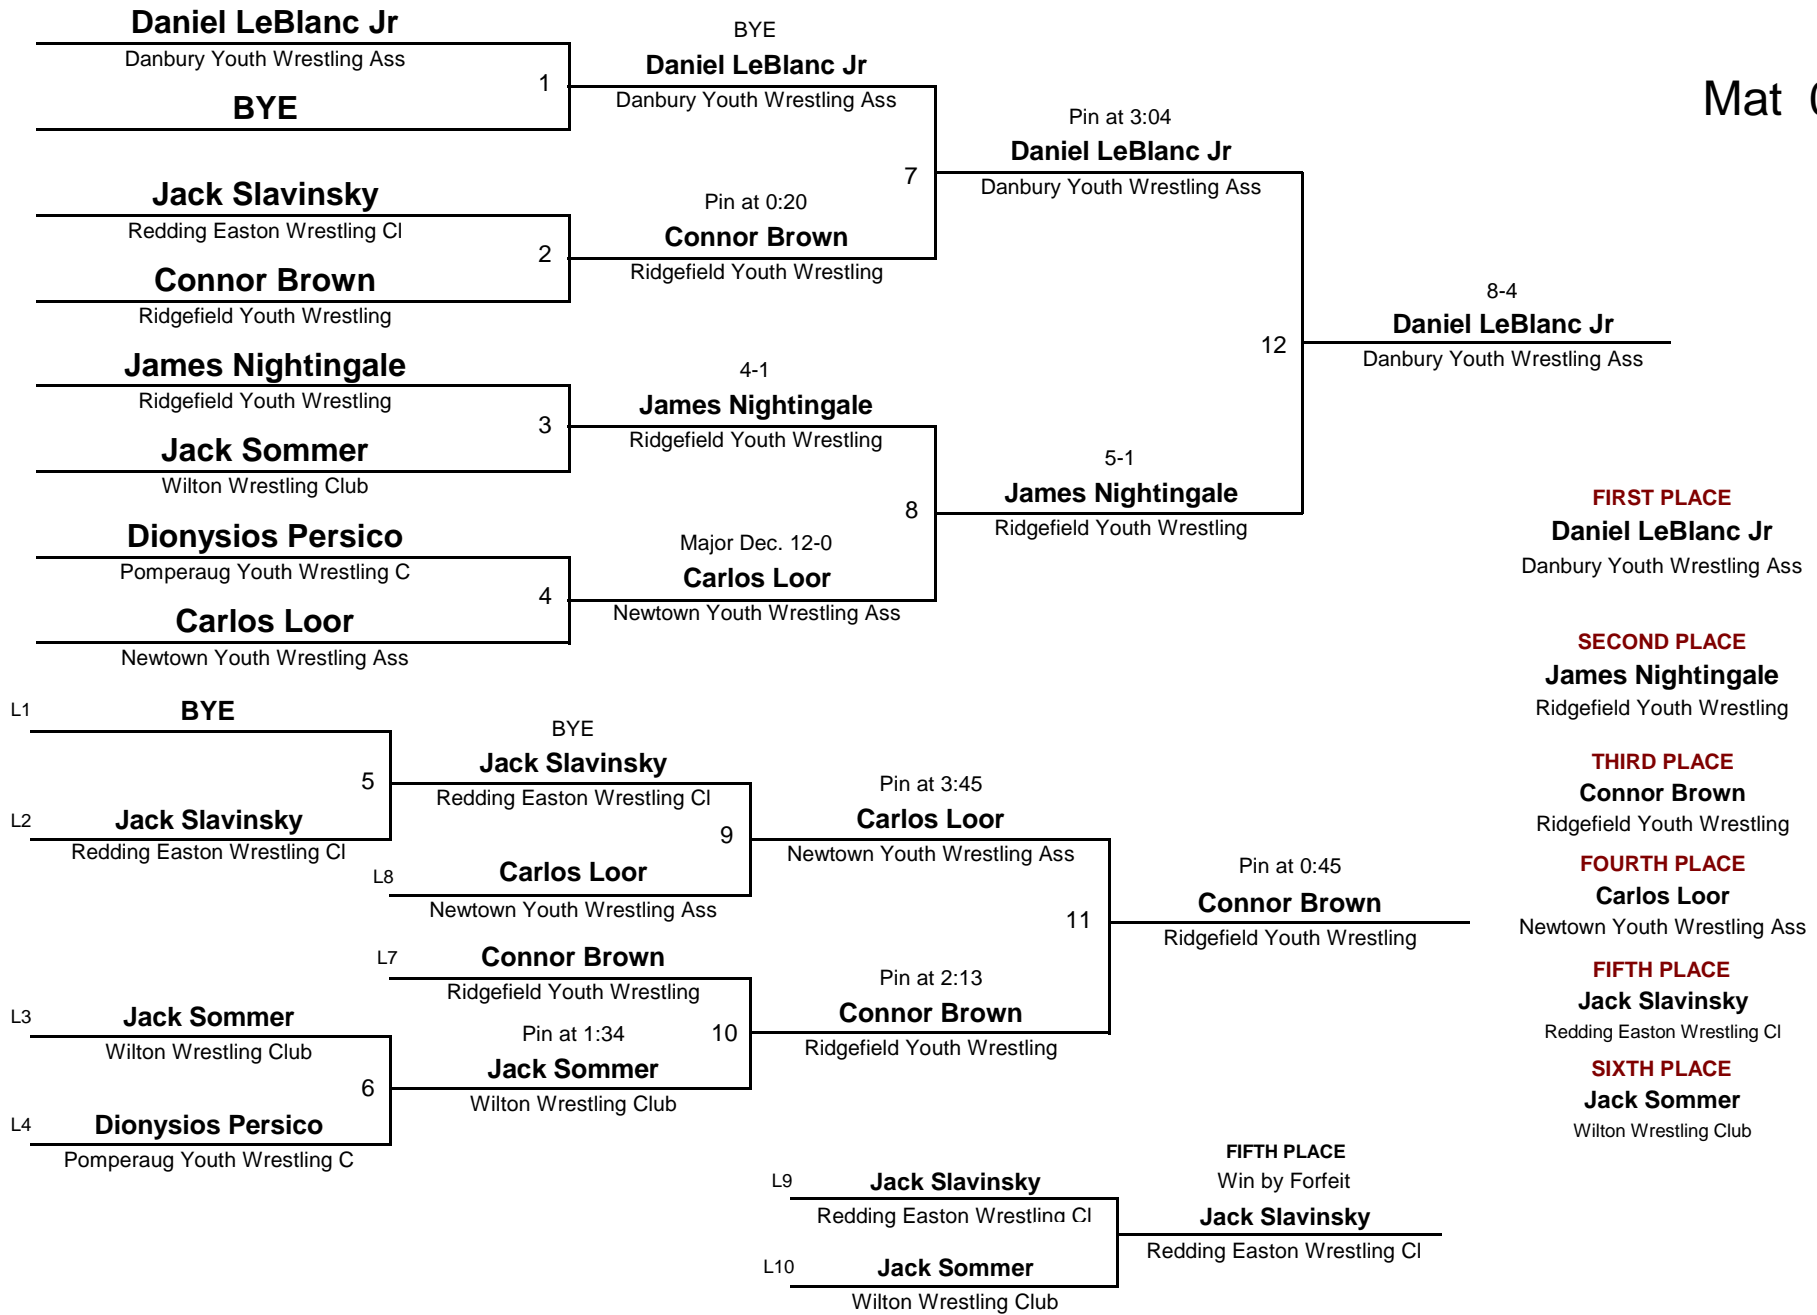 Daniel LeBlanc Jr
Danbury Youth Wrestling Ass
1
BYE
Jack Slavinsky
Redding Easton Wrestling Cl
2
Connor Brown
Ridgefield Youth Wrestling
James Nightingale
Ridgefield Youth Wrestling
3
Jack Sommer
Wilton Wrestling Club
Dionysios Persico
Pomperaug Youth Wrestling C
4
Carlos Loor
Newtown Youth Wrestling Ass
BYE
Daniel LeBlanc Jr
Danbury Youth Wrestling Ass
7
Pin at 0:20
Connor Brown
Ridgefield Youth Wrestling
4-1
James Nightingale
Ridgefield Youth Wrestling
8
Major Dec. 12-0
Carlos Loor
Newtown Youth Wrestling Ass
Pin at 3:04
Daniel LeBlanc Jr
Danbury Youth Wrestling Ass
12
5-1
James Nightingale
Ridgefield Youth Wrestling
8-4
Daniel LeBlanc Jr
Danbury Youth Wrestling Ass
Mat 0
L1 BYE
5
L2 Jack Slavinsky
Redding Easton Wrestling Cl
L3 Jack Sommer
Wilton Wrestling Club
6
L4 Dionysios Persico
Pomperaug Youth Wrestling C
BYE
Jack Slavinsky
Redding Easton Wrestling Cl
9
L8 Carlos Loor
Newtown Youth Wrestling Ass
L7 Connor Brown
Ridgefield Youth Wrestling
Pin at 1:34 10
Jack Sommer
Wilton Wrestling Club
Pin at 3:45
Carlos Loor
Newtown Youth Wrestling Ass
11
Pin at 2:13
Connor Brown
Ridgefield Youth Wrestling
Pin at 0:45
Connor Brown
Ridgefield Youth Wrestling
L9 Jack Slavinsky
Redding Easton Wrestling Cl
L10 Jack Sommer
Wilton Wrestling Club
FIFTH PLACE
Win by Forfeit
Jack Slavinsky
Redding Easton Wrestling Cl
FIRST PLACE
Daniel LeBlanc Jr
Danbury Youth Wrestling Ass
SECOND PLACE
James Nightingale
Ridgefield Youth Wrestling
THIRD PLACE
Connor Brown
Ridgefield Youth Wrestling
FOURTH PLACE
Carlos Loor
Newtown Youth Wrestling Ass
FIFTH PLACE
Jack Slavinsky
Redding Easton Wrestling Cl
SIXTH PLACE
Jack Sommer
Wilton Wrestling Club